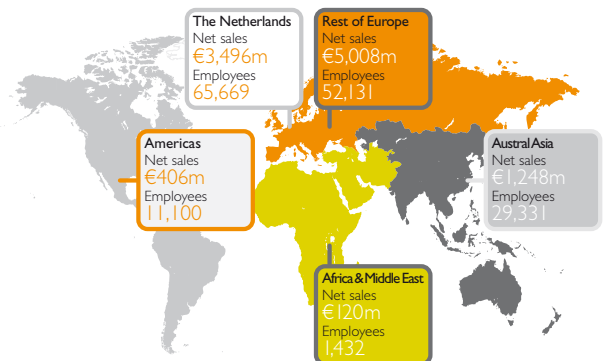 The Netherlands
Net sales
€3,496m
Employees
65,669
Rest of Europe
Net sales
€5,008m
Employees
52,131
Americas
Net sales
€406m
Employees
11,100
Austral Asia
Net sales
€1,248m
Employees
29,331
Africa & Middle East
Net sales
€120m
Employees
1,432